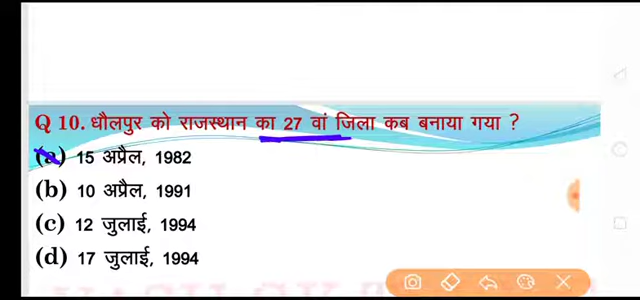 Q 10. धौलपुर को राजस्थान का 27 वां जिला कब बनाया गया ?
(a) 15 अप्रैल, 1982
(b) 10 अप्रैल, 1991
(c) 12 जुलाई, 1994
(d) 17 जुलाई, 1994